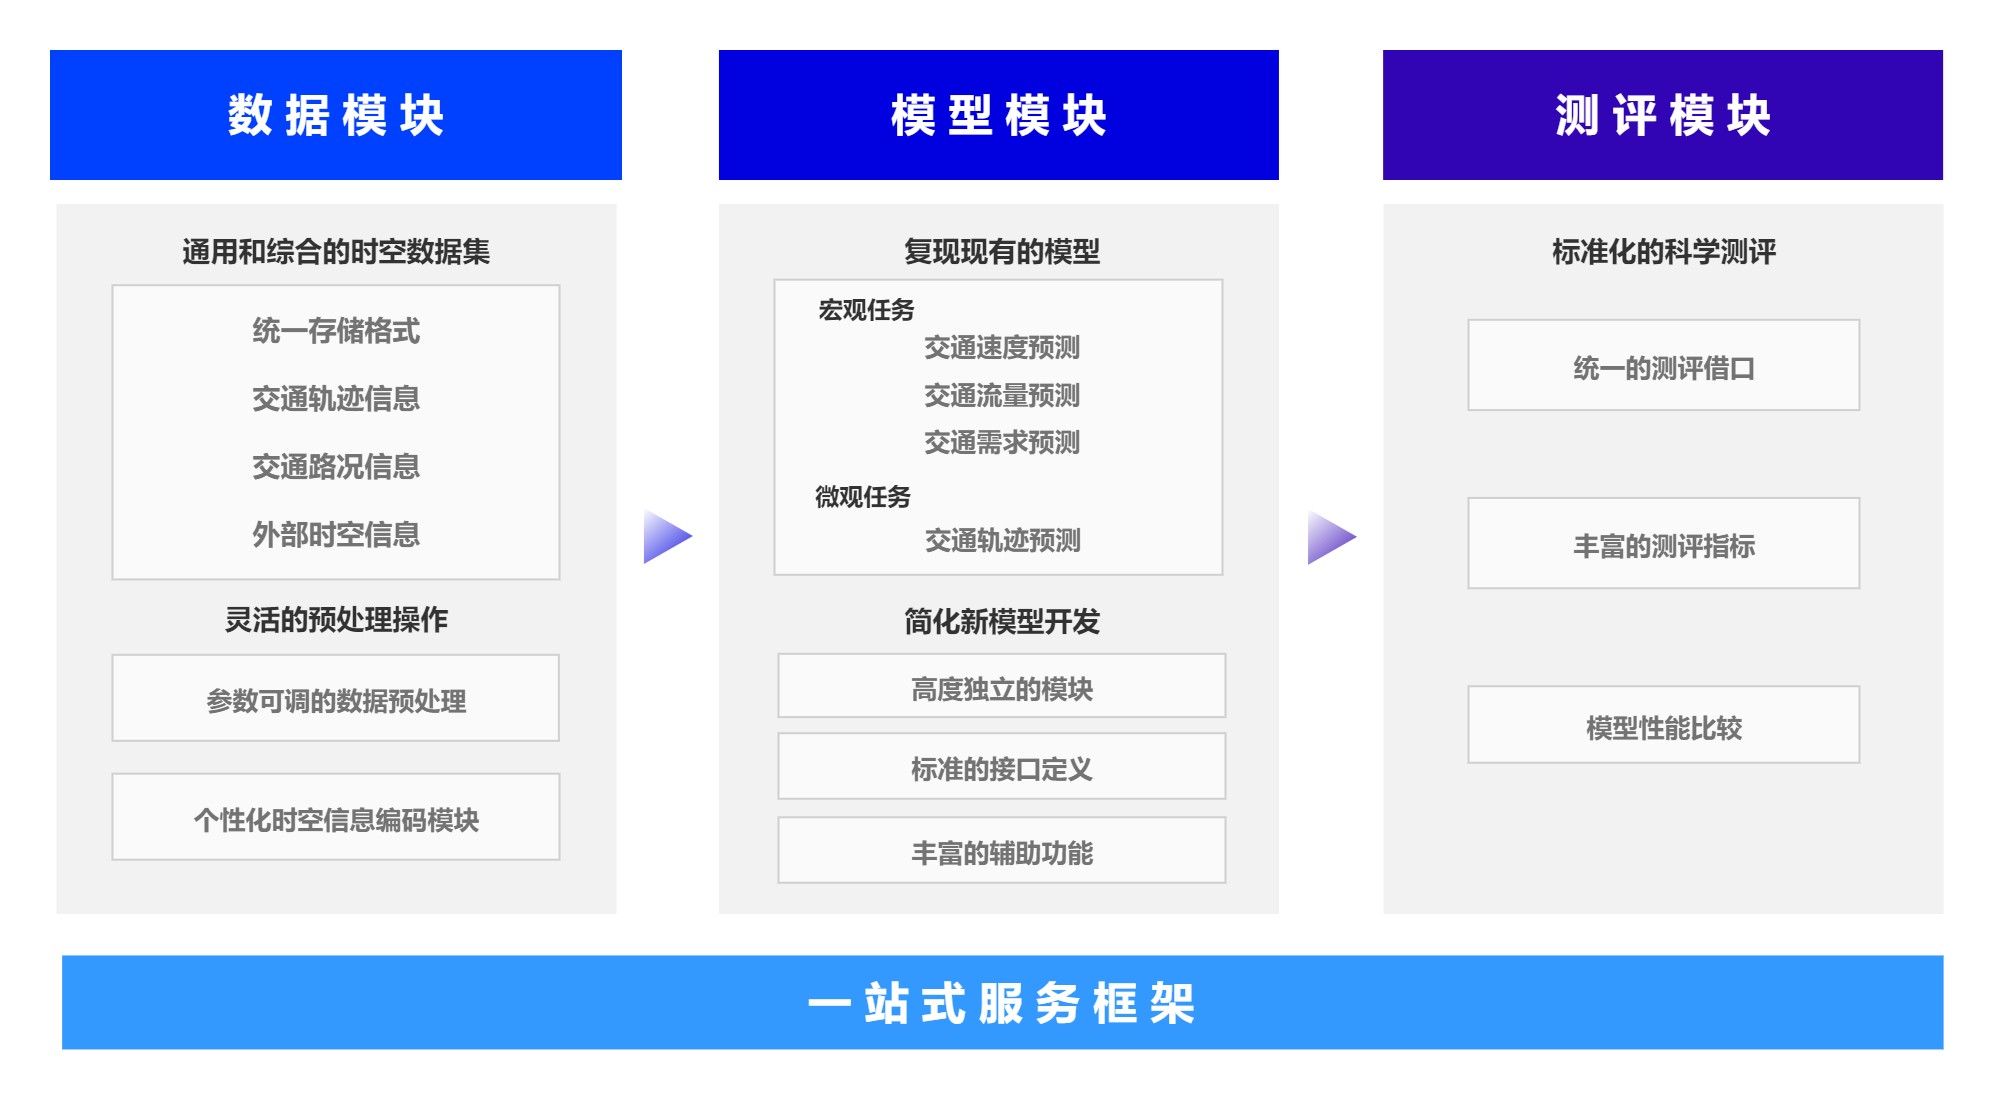 数据模块
通用和综合的时空数据集
统一存储格式
交通轨迹信息
交通路况信息
外部时空信息
灵活的预处理操作
参数可调的数据预处理
个性化时空信息编码模块
模型模块
复现现有的模型
宏观任务
交通速度预测
交通流量预测
交通需求预测
微观任务
交通轨迹预测
简化新模型开发
高度独立的模块
标准的接口定义
丰富的辅助功能
测评模块
标准化的科学测评
统一的测评借口
丰富的测评指标
模型性能比较
一站式服务框架